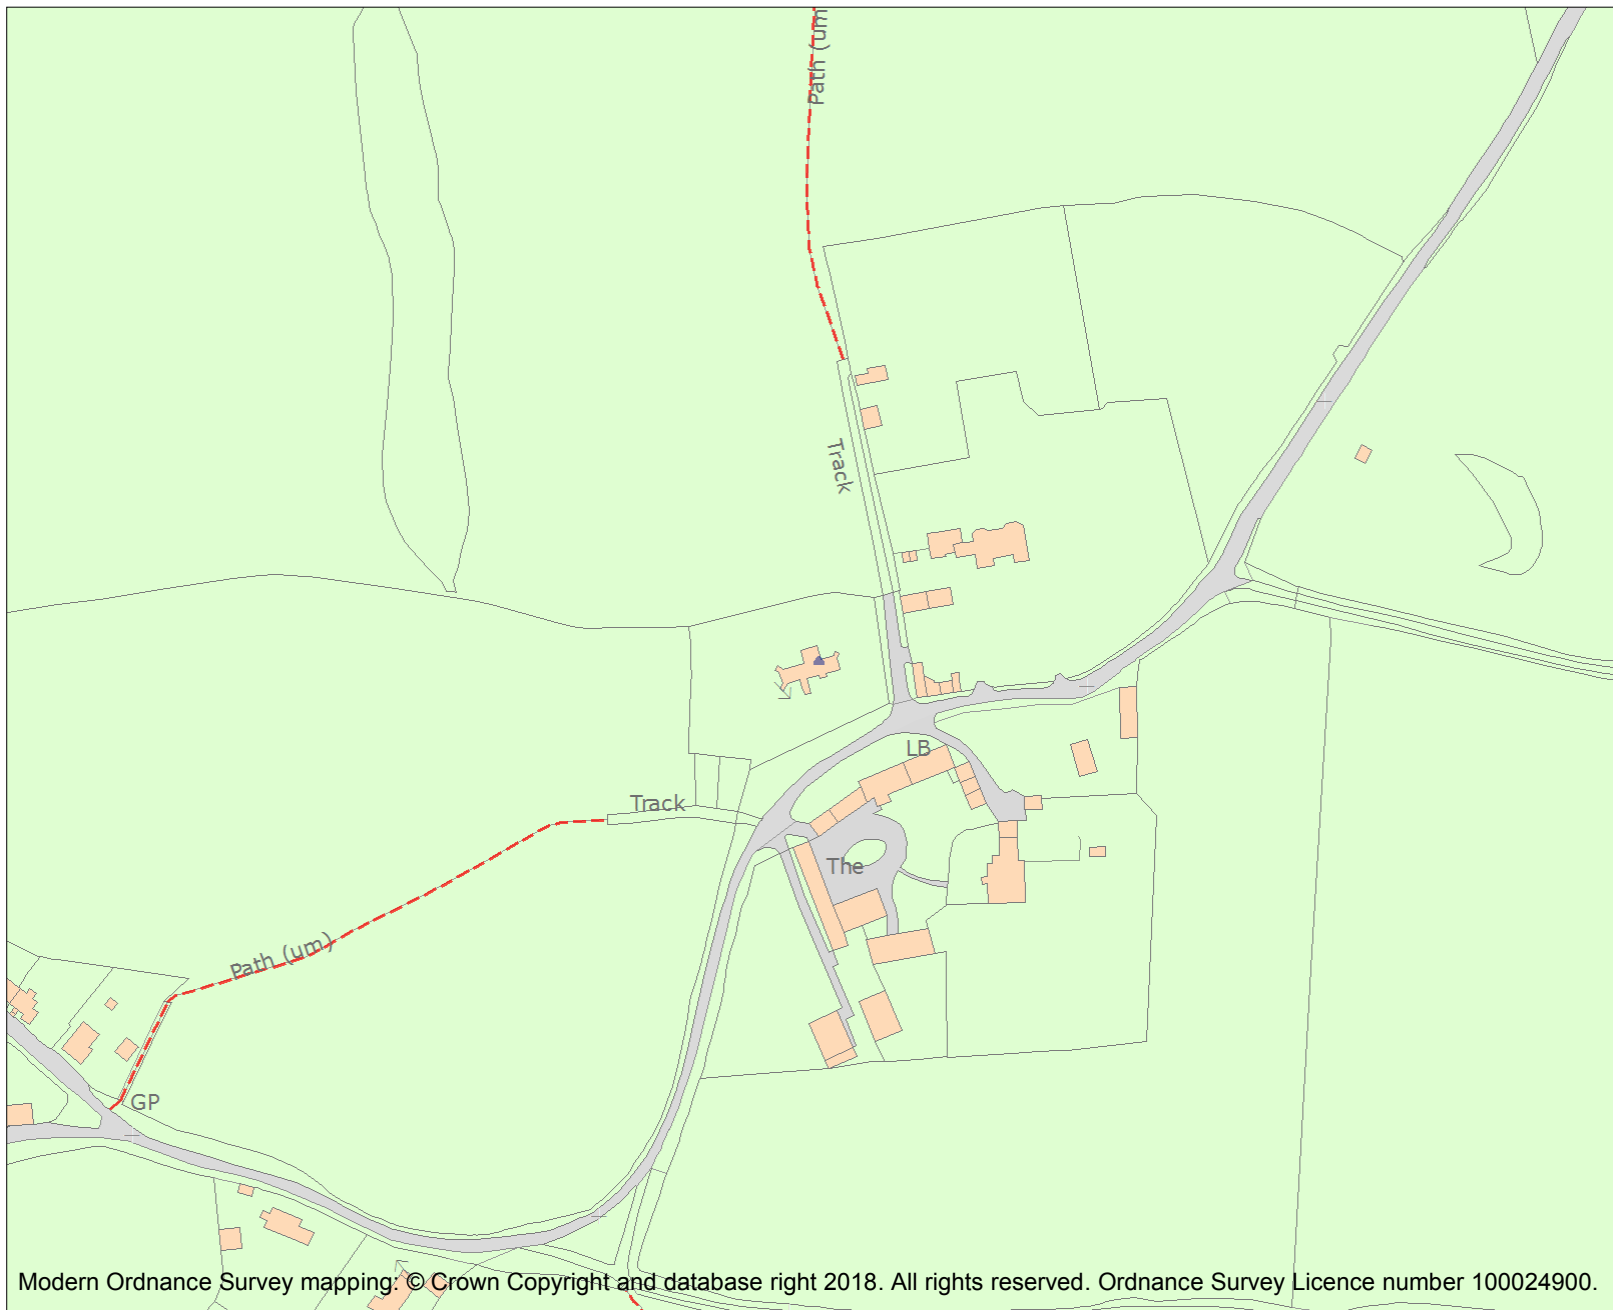 Path (um
Track
LB
Track
The
Path (um)
GP
Modern Ordnance Survey mapping: © Crown Copyright and database right 2018. All rights reserved. Ordnance Survey Licence number 100024900.